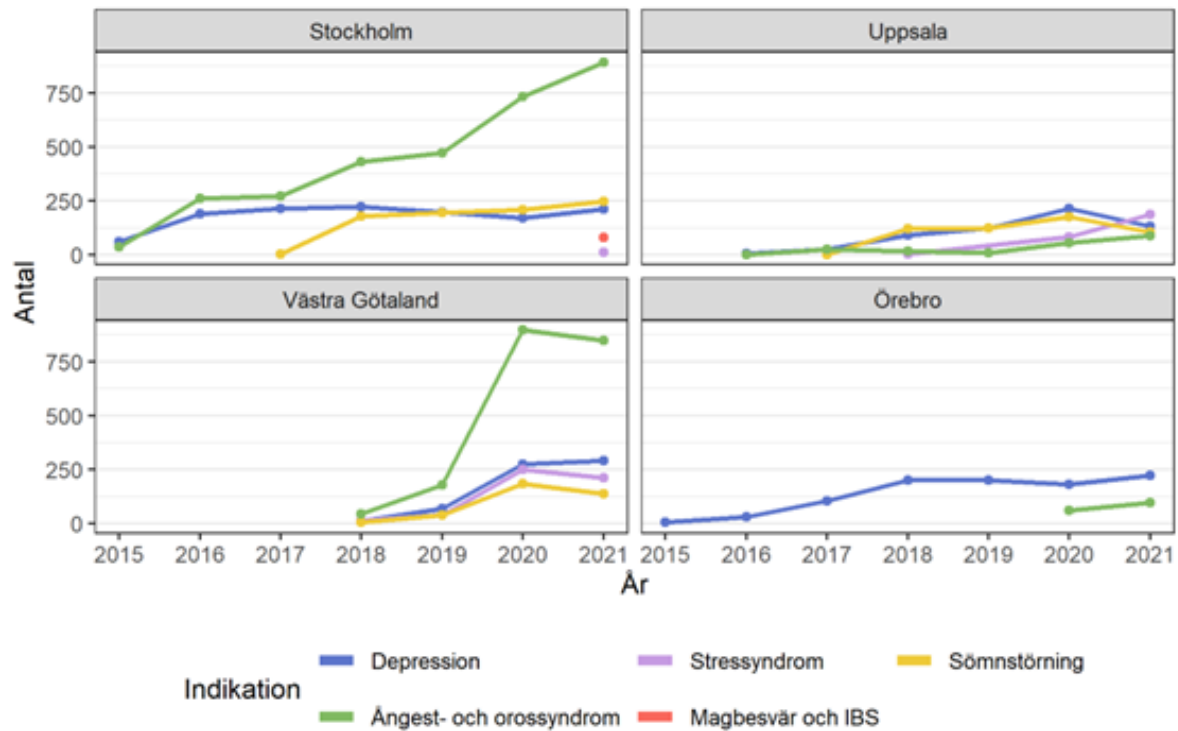 Stockholm
Uppsala
750
500
250
0
Antal
Västra Götaland
Örebro
750
500
250
0
2015 2016 2017 2018 2019 2020 2021 2015 2016 2017 2018 2019 2020 2021
År
Indikation
Depression
Stressyndrom
Sömnstörning
Ångest- och orossyndrom
Magbesvär och IBS